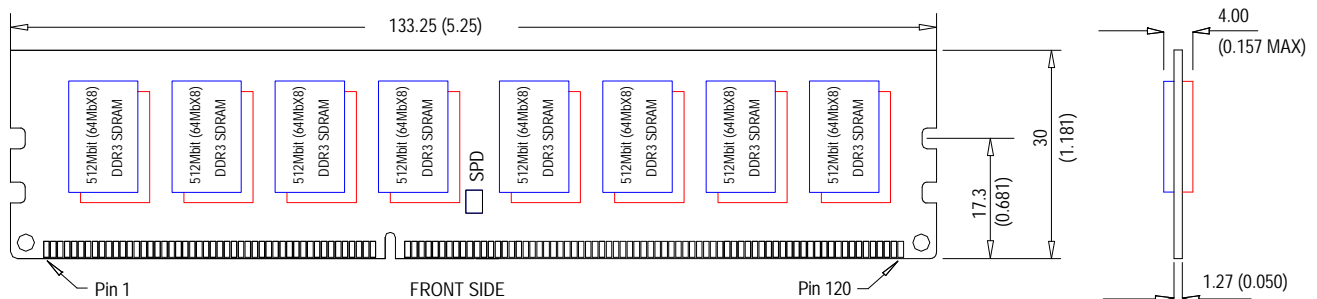 133.25 (5.25)
4.00
(0.157 MAX)
512Mbit (64MbX8)
DDR3 SDRAM
512Mbit (64MbX8)
DDR3 SDRAM
512Mbit (64MbX8)
DDR3 SDRAM
512Mbit (64MbX8)
DDR3 SDRAM
SPD
512Mbit (64MbX8)
DDR3 SDRAM
512Mbit (64MbX8)
DDR3 SDRAM
512Mbit (64MbX8)
DDR3 SDRAM
512Mbit (64MbX8)
DDR3 SDRAM
17.3
(0.681)
30
(1.181)
Pin 1
FRONT SIDE
Pin 120
1.27 (0.050)